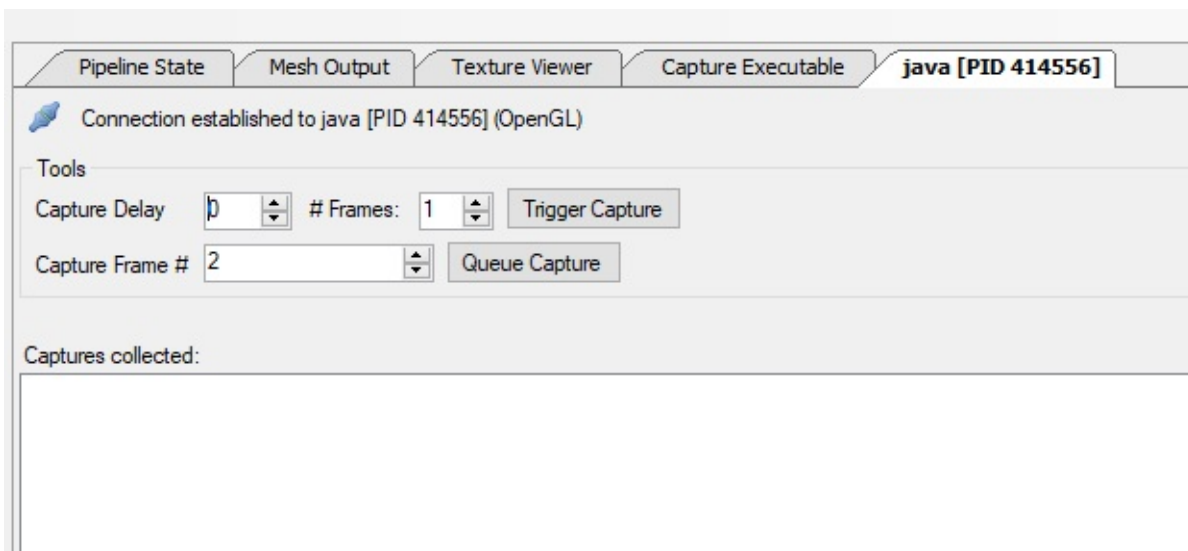 Pipeline State Mesh Output Texture Viewer Capture Executable java [PID 414556]
Connection established to java [PID 414556] (OpenGL)
Tools
Capture Delay 0 # Frames: 1 Trigger Capture
Capture Frame # 2 Queue Capture
Captures collected: